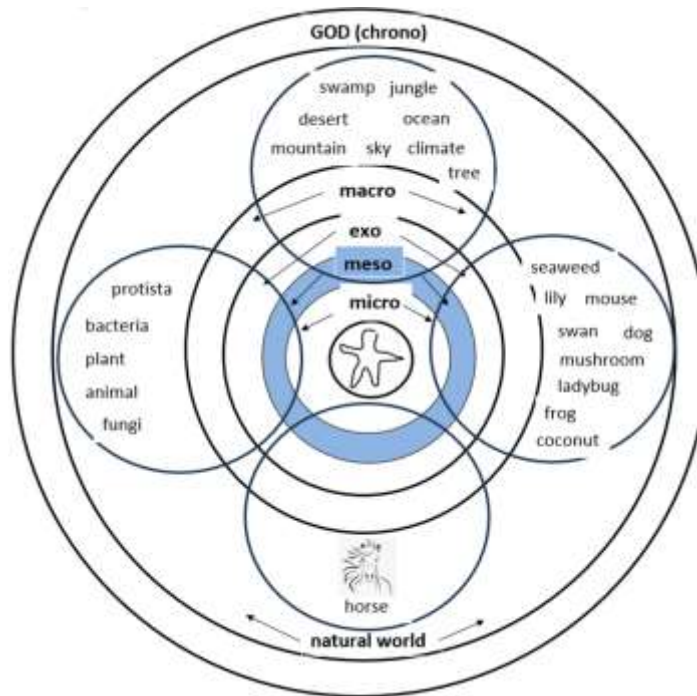 GOD (chrono)
swamp jungle
desert ocean
mountain sky climate
tree
macro
exo
meso
micro
protista
bacteria
plant
animal
fungi
seaweed
lily mouse
swan dog
mushroom
ladybug
frog
coconut
horse
natural world